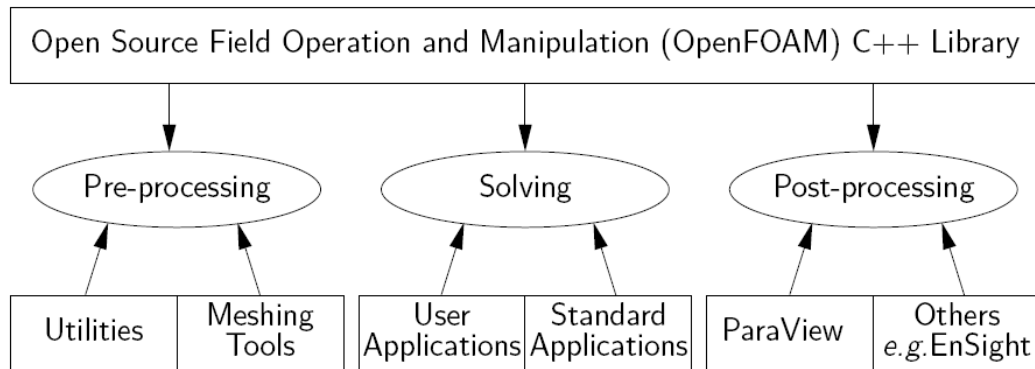 Open Source Field Operation and Manipulation (OpenFOAM) C++ Library
Pre-processing
Solving
Post-processing
Utilities
Meshing
Tools
User
Applications
Standard
Applications
ParaView
Others
e.g.EnSight